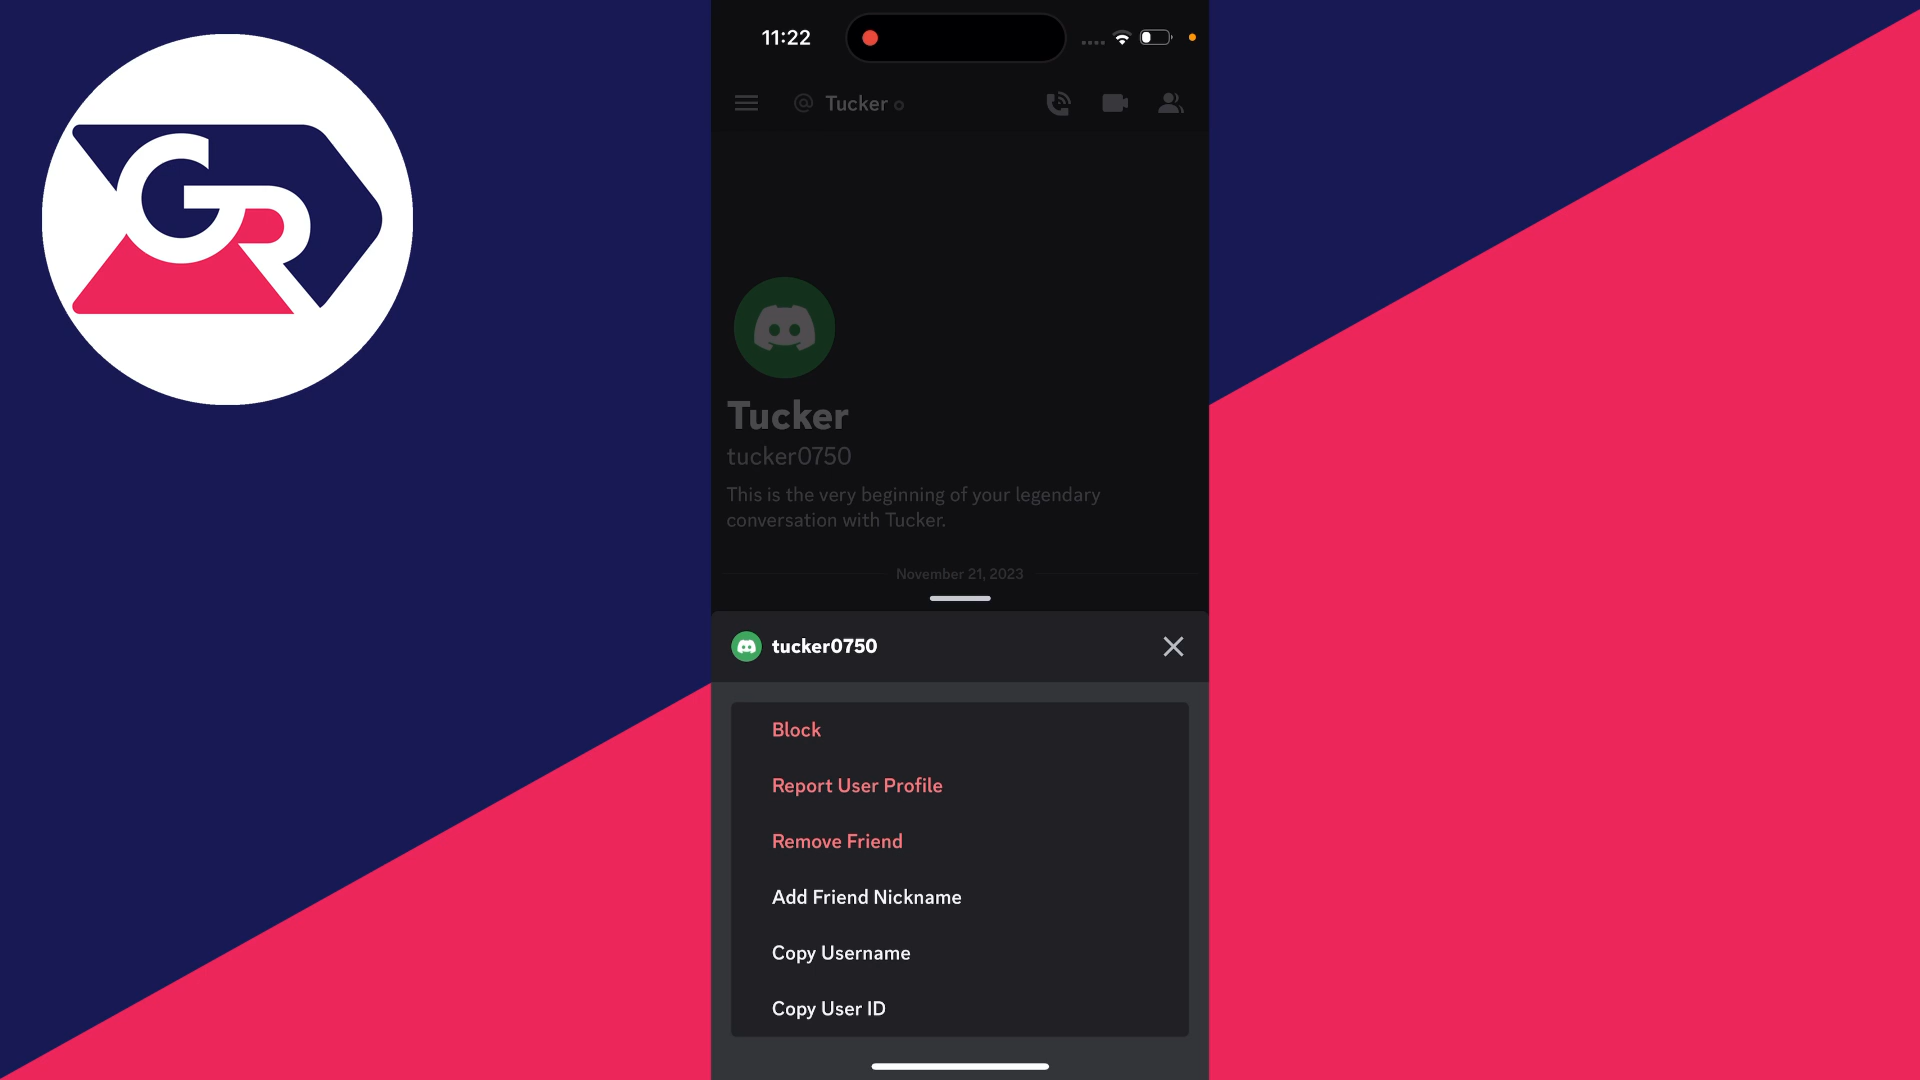 GR
11:22
@ Tucker
Tucker
tucker0750
This is the very beginning of your legendary
conversation with Tucker.
November 21, 2023
tucker0750
Block
Report User Profile
Remove Friend
Add Friend Nickname
Copy Username
Copy User ID